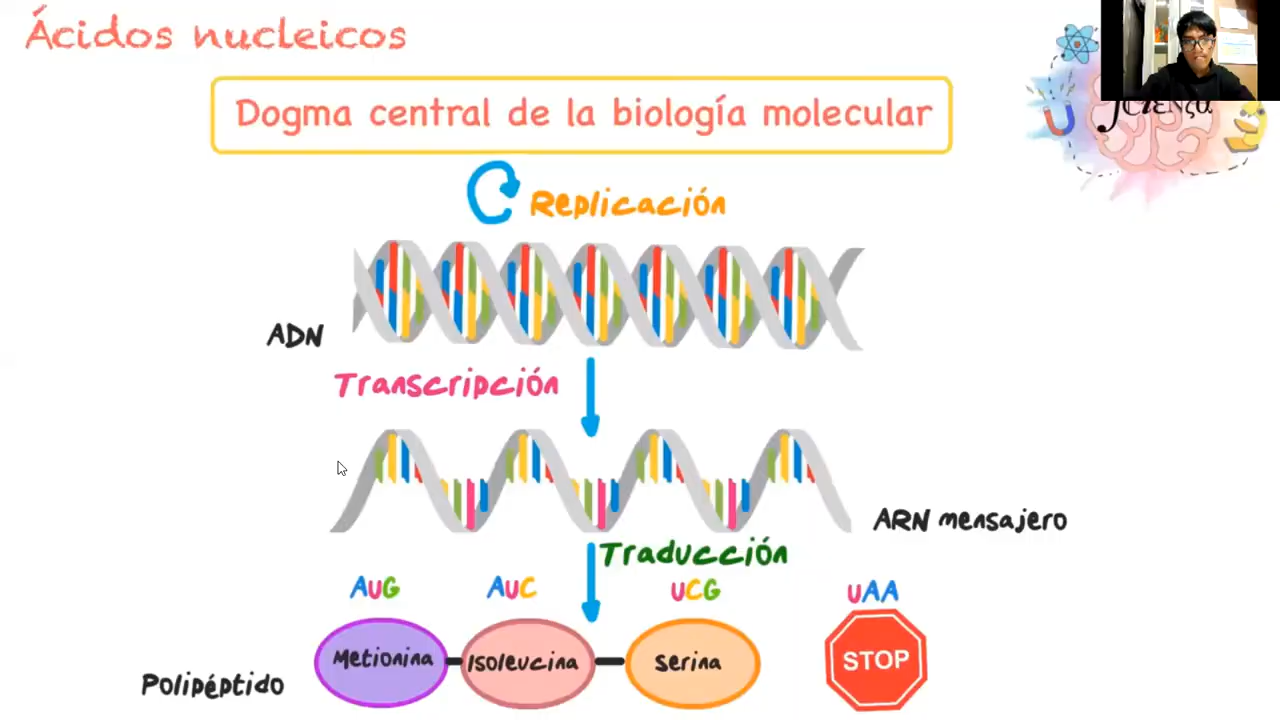 Ácidos nucleicos
Dogma central de la biología molecular
Replicación
ADN
Transcripción
ARN mensajero
Traducción
AUG AUC UCG UAA
Metionina Isoleucina Serina STOP
Polipéptido